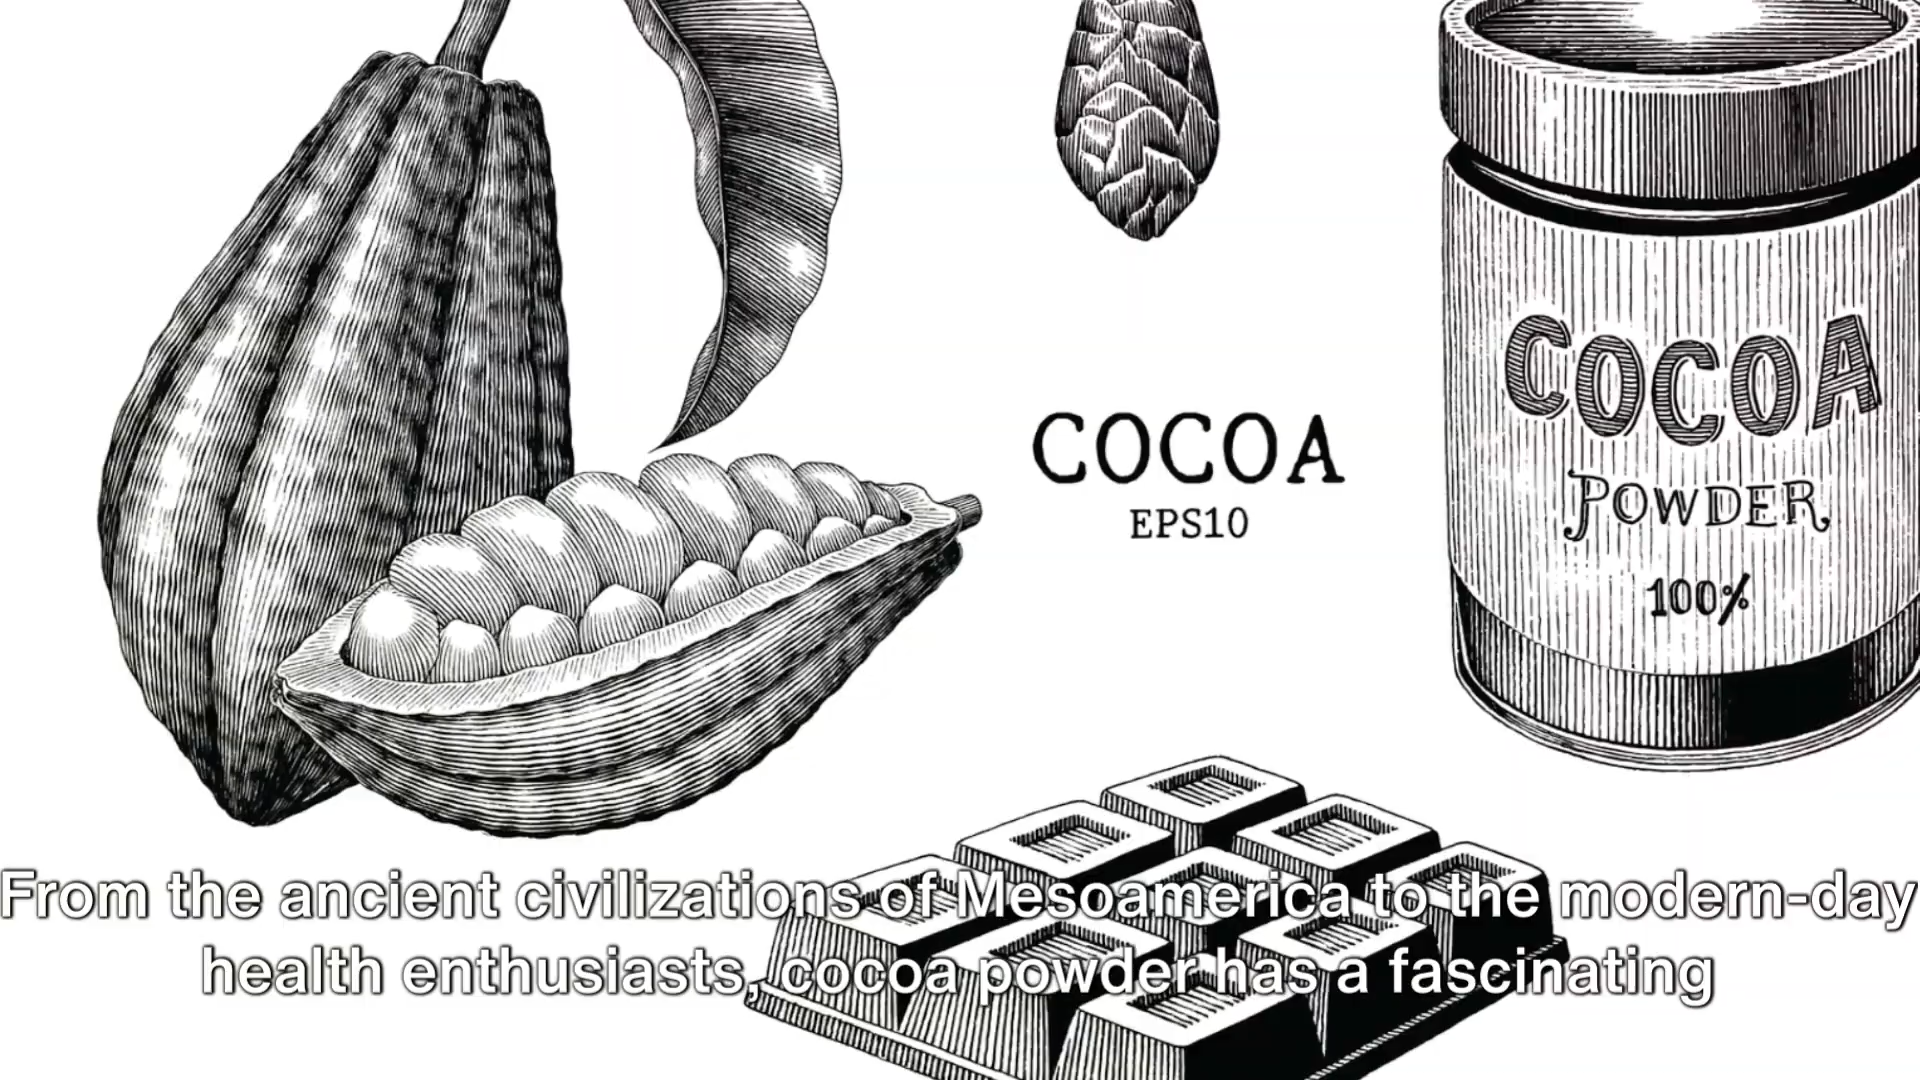 COCOA
EPS10
COCOA
POWDER
100%
From the ancient civilizations of Mesoamerica to the modern-day
health enthusiasts, cocoa powder has a fascinating